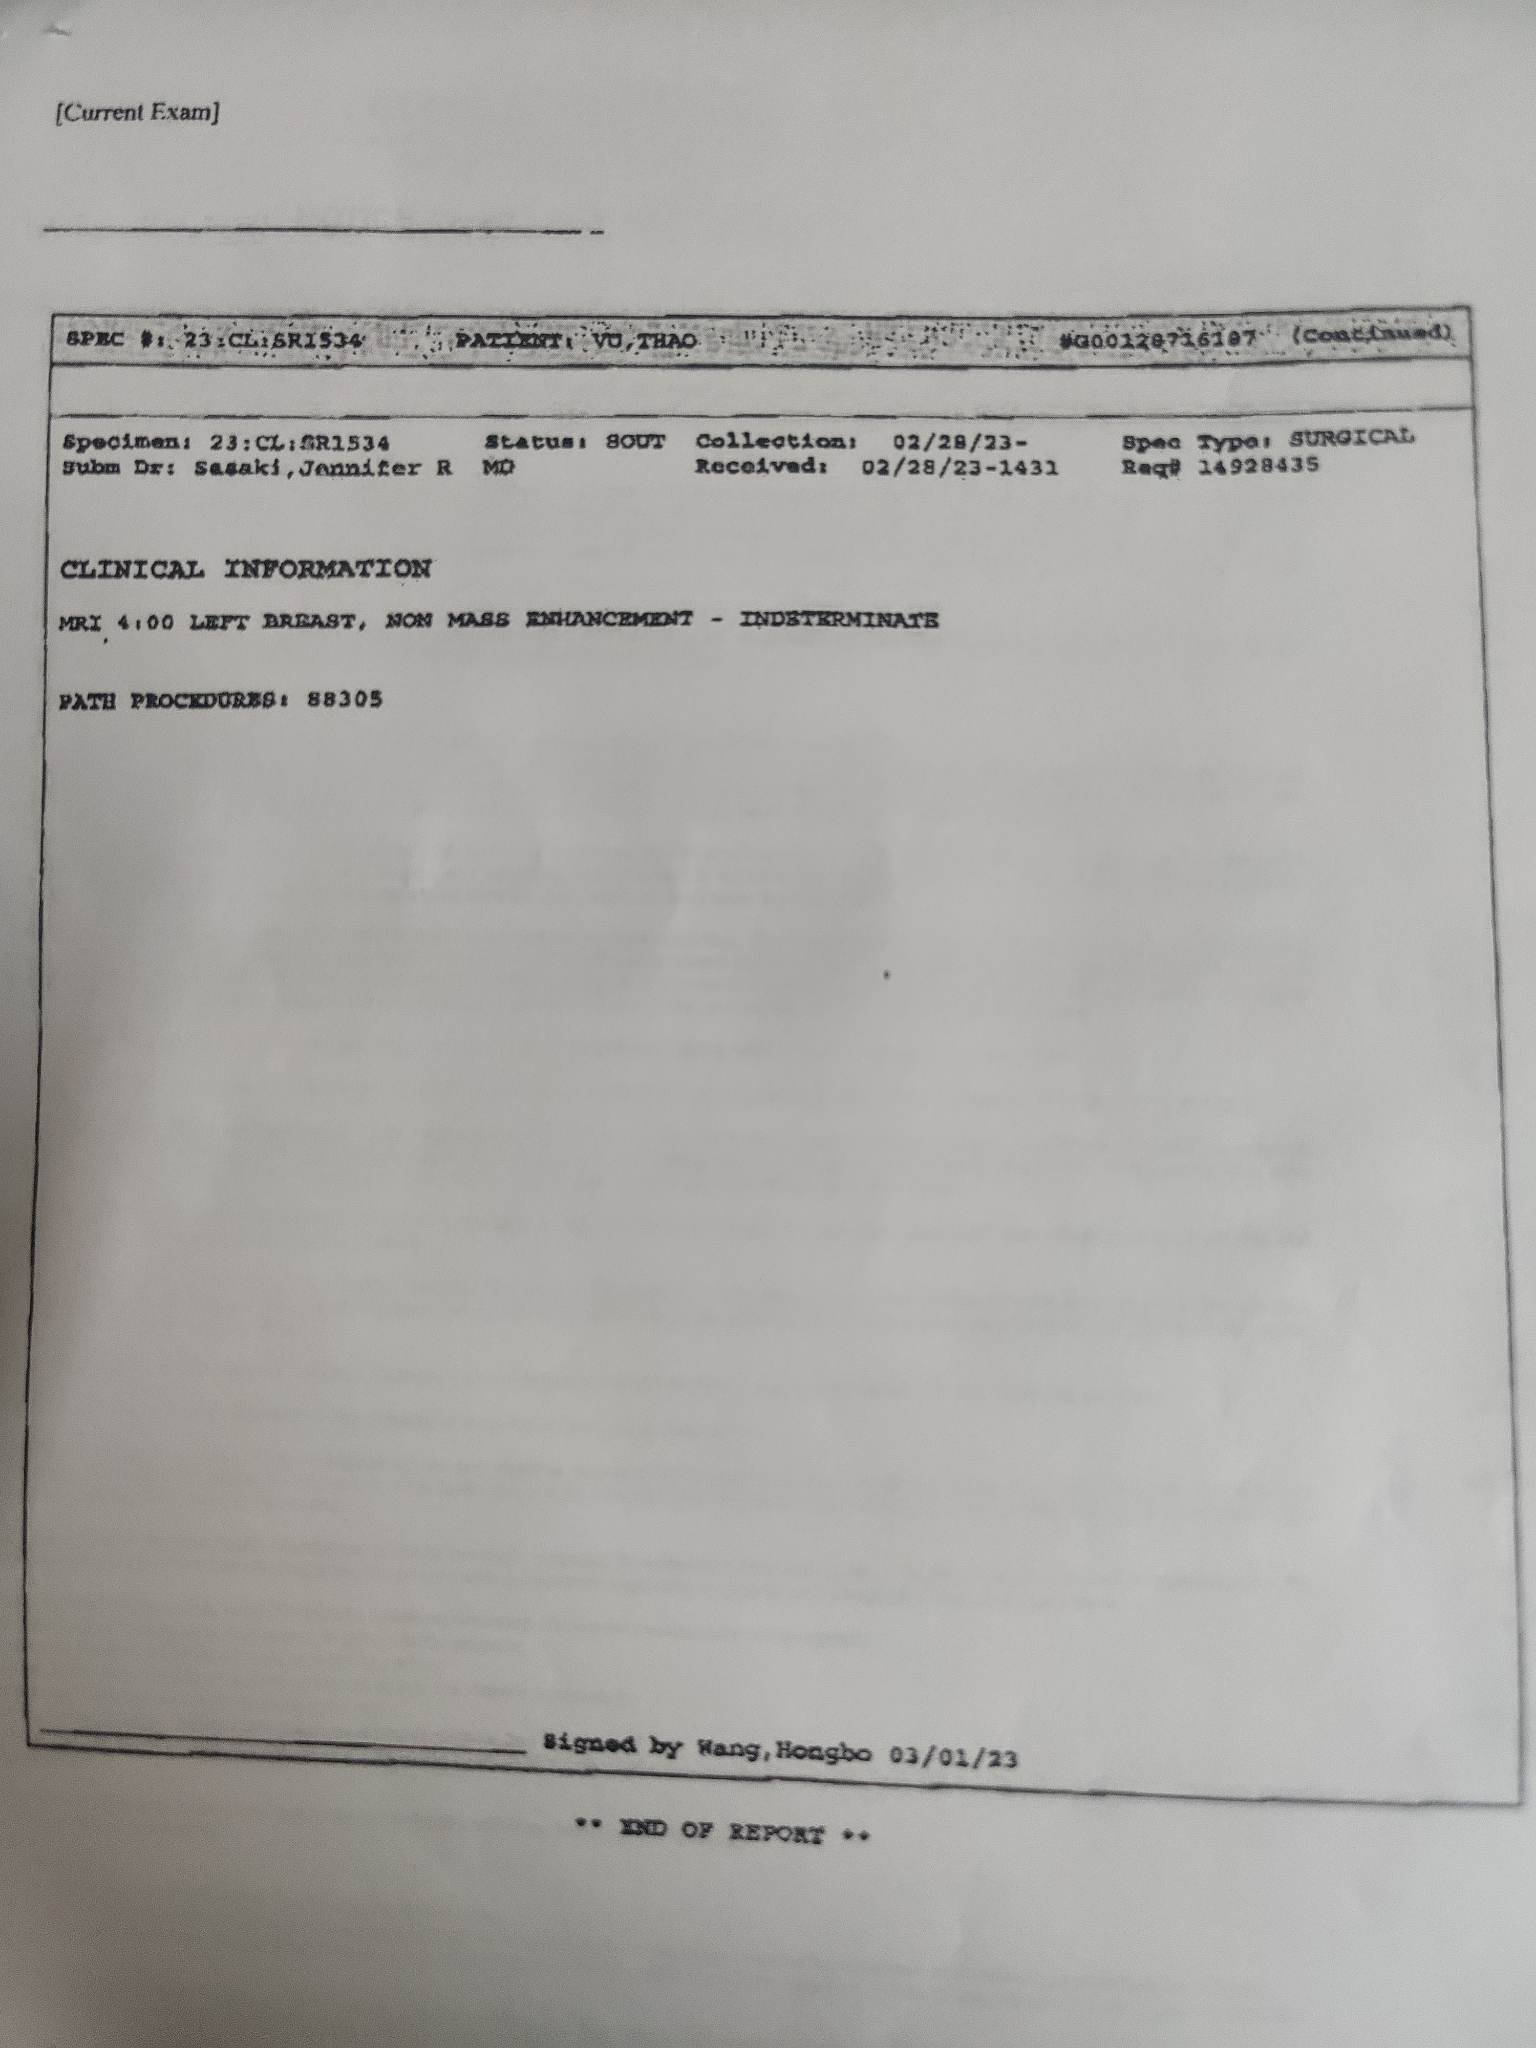 [Current Exam]
SPEC #: 23:CL:SR1534 PATIENT: VU,THAO #G00128716187 (Continued)
Specimen: 23:CL:SR1534 Status: SOUT Collection: 02/28/23- Spec Type: SURGICAL
Subm Dr: Sasaki,Jennifer R MD Received: 02/28/23-1431 Req# 14928435
CLINICAL INFORMATION
MRI 4:00 LEFT BREAST, NON MASS ENHANCEMENT - INDETERMINATE
PATH PROCEDURES: 88305
Signed by Wang,Hongbo 03/01/23
** END OF REPORT **